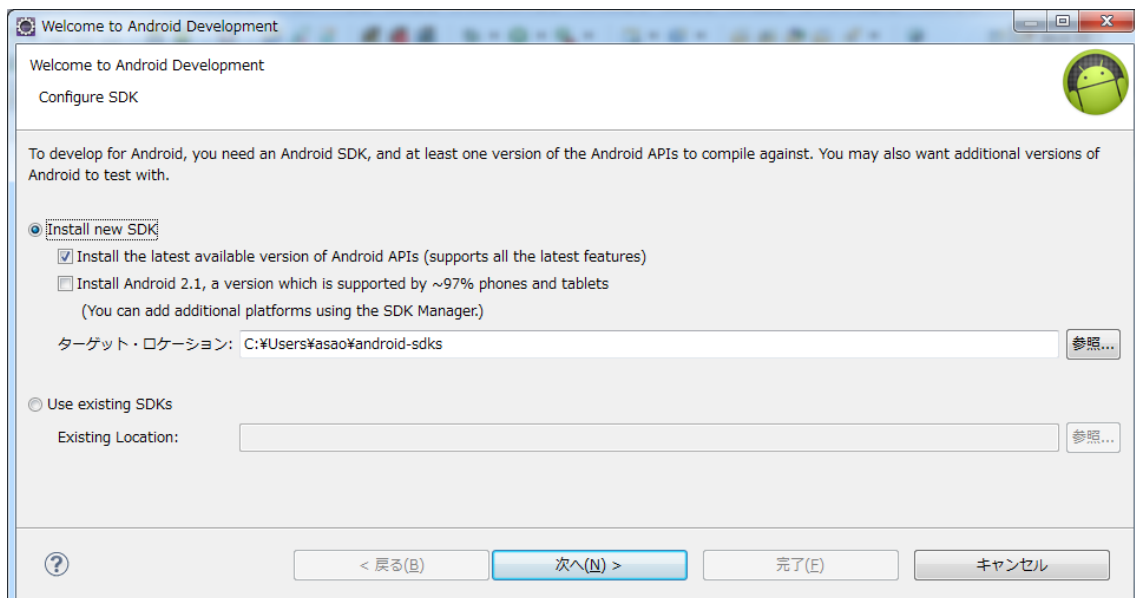 Welcome to Android Development
Welcome to Android Development
Configure SDK
To develop for Android, you need an Android SDK, and at least one version of the Android APIs to compile against. You may also want additional versions of
Android to test with.
Install new SDK
Install the latest available version of Android APIs (supports all the latest features)
Install Android 2.1, a version which is supported by ~97% phones and tablets
(You can add additional platforms using the SDK Manager.)
ターゲット・ロケーション: C:¥Users¥asao¥android-sdks 参照...
Use existing SDKs
Existing Location: 参照...
< 戻る(B) 次へ(N) > 完了(F) キャンセル